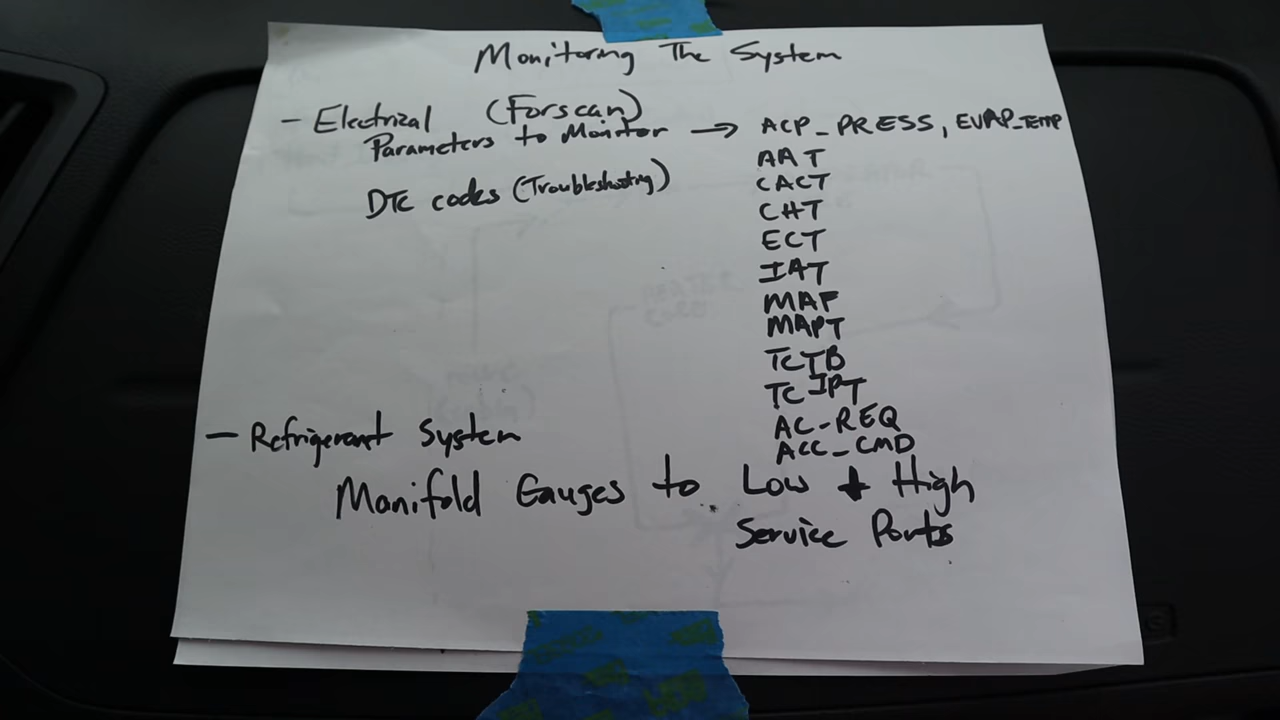 Monitoring The System
- Electrical (Forscan)
Parameters to Monitor → ACP_PRESS, EVAP_TEMP
AAT
DTC codes (Troubleshooting)
CACT
CHT
ECT
IAT
MAF
MAPT
TCTB
TCIPT
AC-REQ
ACC_CMD
- Refrigerant System
Manifold Gauges to Low + High
Service Ports